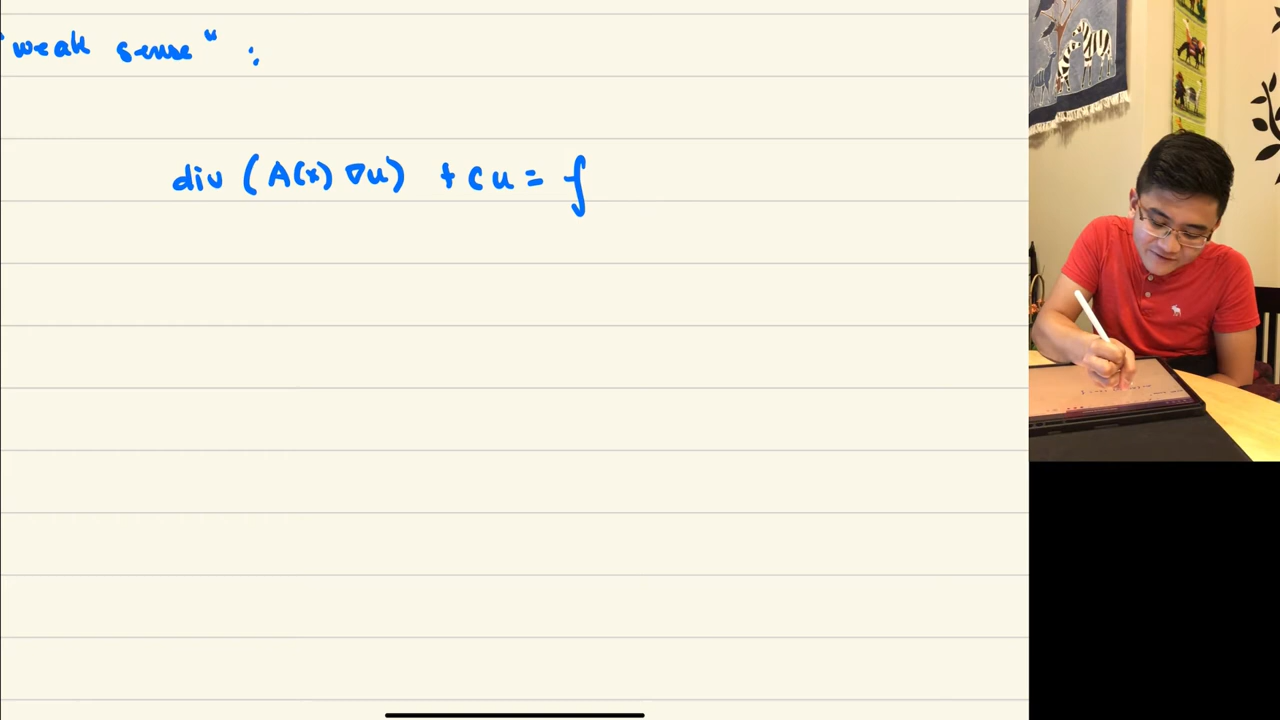 "weak sense" :
div (A(x) ∇u) + cu = f